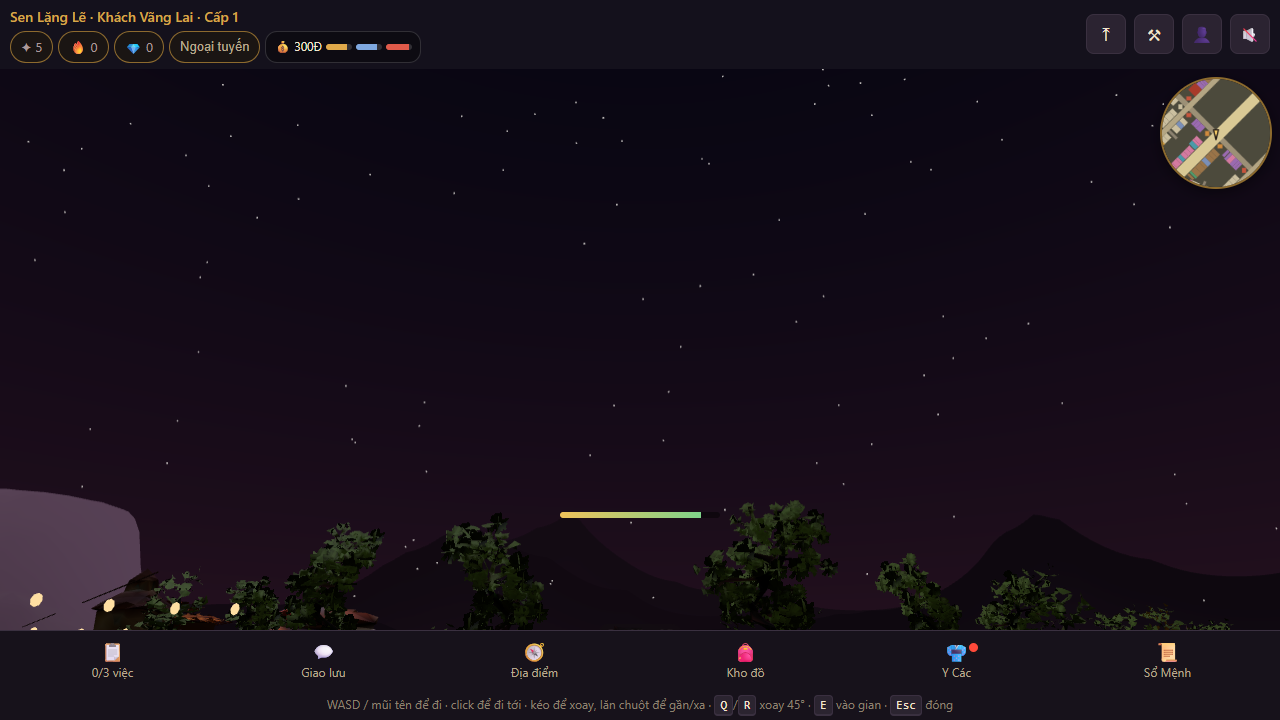 Sen Lặng Lẽ · Khách Vãng Lai · Cấp 1
✦ 5 0 0 Ngoại tuyến 300Đ
0/3 việc Giao lưu Địa điểm Kho đồ Y Các Sổ Mệnh
WASD / mũi tên để đi · click để đi tới · kéo để xoay, lăn chuột để gần/xa · Q / R xoay 45° · E vào gian · Esc đóng